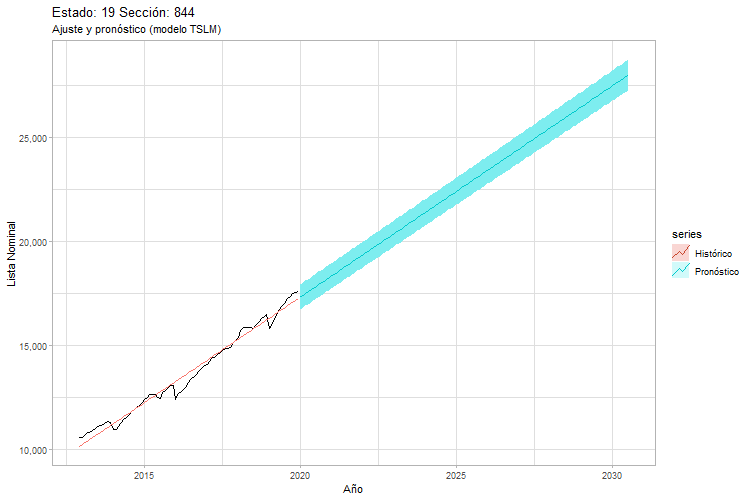 Estado: 19 Sección: 844
Ajuste y pronóstico (modelo TSLM)
25,000
20,000
15,000
10,000
Lista Nominal
2015
2020
2025
2030
Año
series
Histórico
Pronóstico